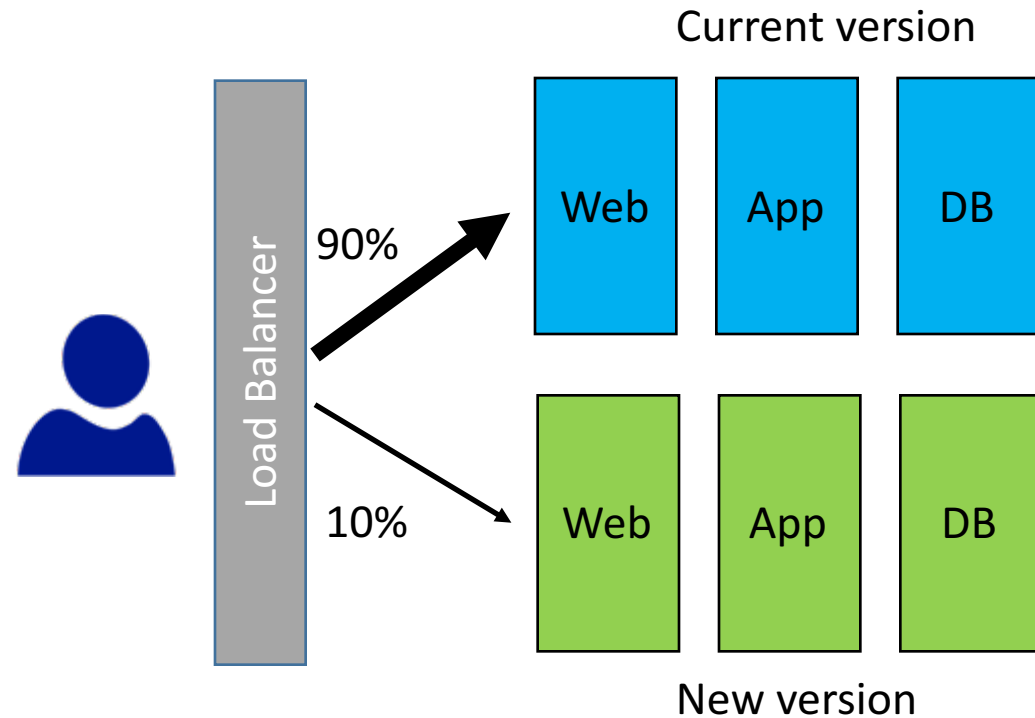 Current version
Web
App
DB
90%
Load Balancer
10%
Web
App
DB
New version